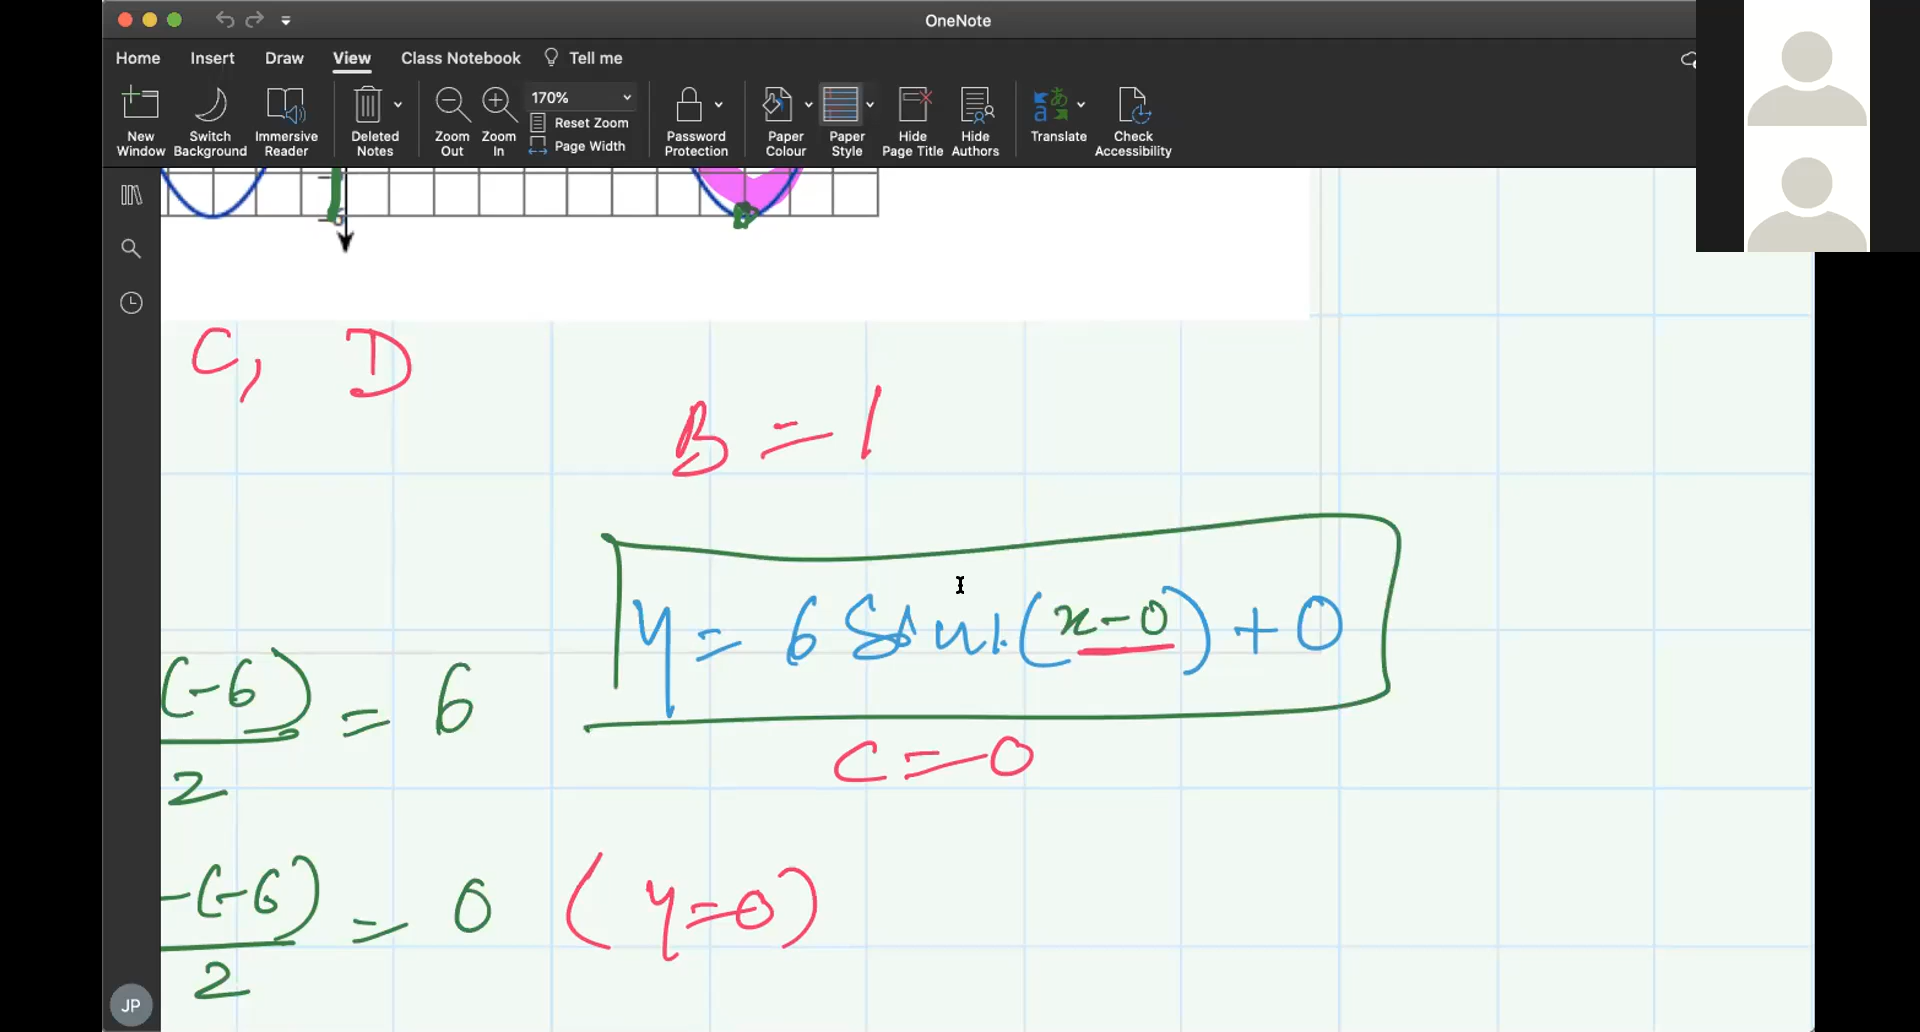 OneNote
Home Insert Draw View Class Notebook Tell me
New Window
Switch Background
Immersive Reader
Deleted Notes
Zoom Out
Zoom In
170%
Reset Zoom
Page Width
Password Protection
Paper Colour
Paper Style
Hide Page Title
Hide Authors
Translate
Check Accessibility
C, D
B = 1
y = 6 Sin 1 · (x - 0) + 0
(-6) / 2 = 6
C = 0
-(-6) / 2 = 0 (y = 0)
JP